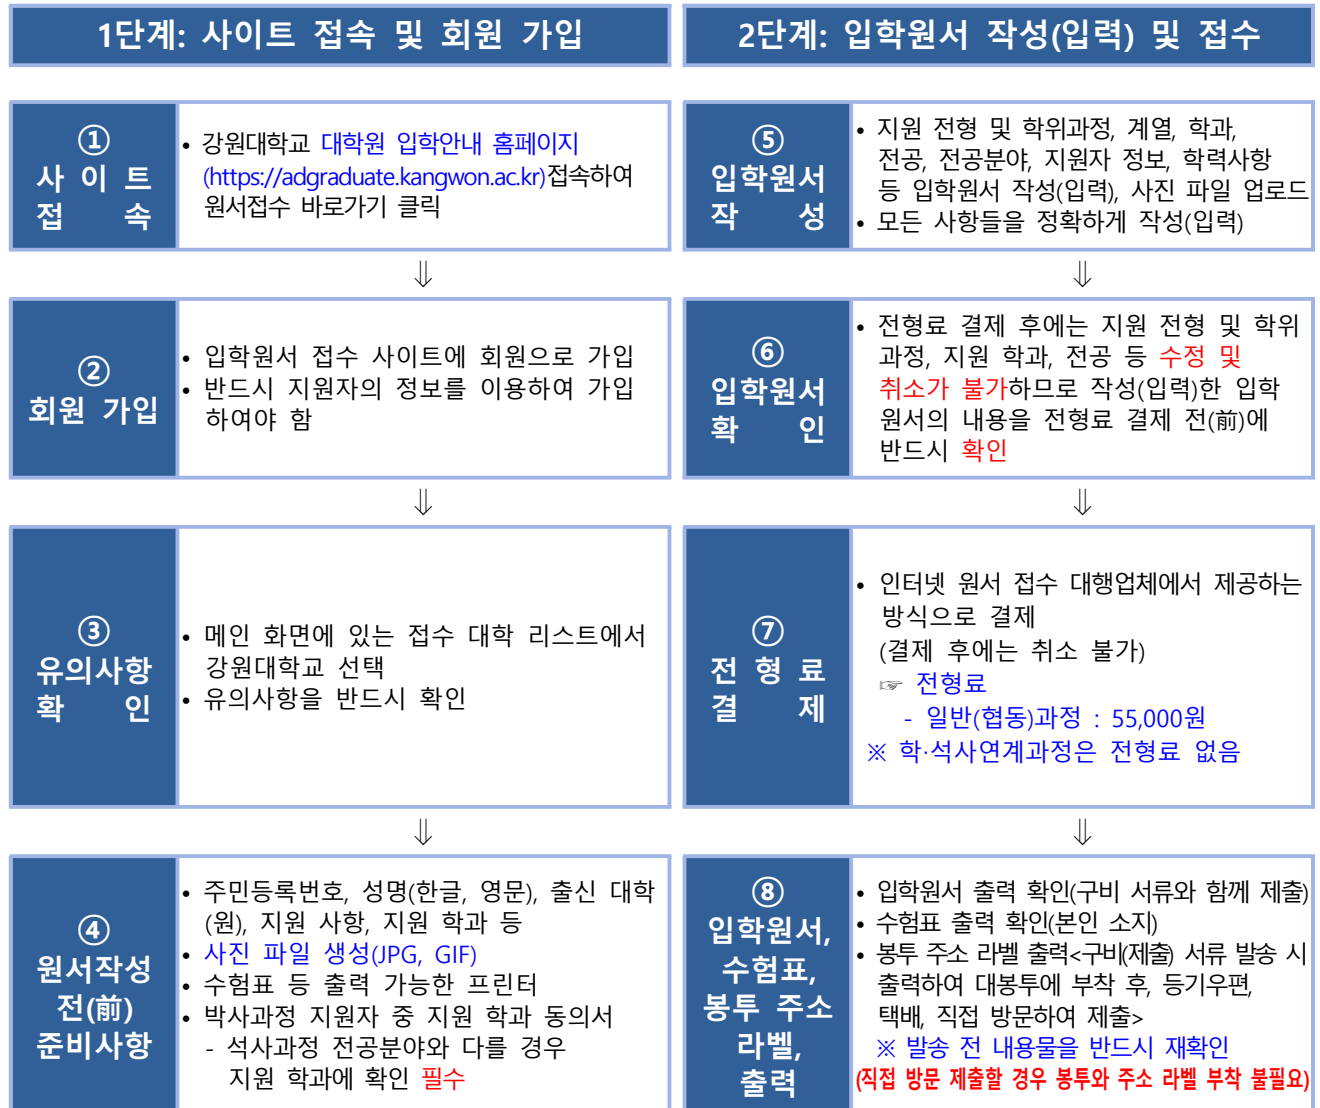 1단계: 사이트 접속 및 회원 가입
①
사 이 트
접 속
• 강원대학교 대학원 입학안내 홈페이지
(https://adgraduate.kangwon.ac.kr)접속하여
원서접수 바로가기 클릭
⇓
②
회원 가입
• 입학원서 접수 사이트에 회원으로 가입
• 반드시 지원자의 정보를 이용하여 가입
하여야 함
⇓
③
유의사항
확 인
• 메인 화면에 있는 접수 대학 리스트에서
강원대학교 선택
• 유의사항을 반드시 확인
⇓
④
원서작성
전(前)
준비사항
• 주민등록번호, 성명(한글, 영문), 출신 대학
(원), 지원 사항, 지원 학과 등
• 사진 파일 생성(JPG, GIF)
• 수험표 등 출력 가능한 프린터
• 박사과정 지원자 중 지원 학과 동의서
- 석사과정 전공분야와 다를 경우
지원 학과에 확인 필수
2단계: 입학원서 작성(입력) 및 접수
⑤
입학원서
작 성
• 지원 전형 및 학위과정, 계열, 학과,
전공, 전공분야, 지원자 정보, 학력사항
등 입학원서 작성(입력), 사진 파일 업로드
• 모든 사항들을 정확하게 작성(입력)
⇓
⑥
입학원서
확 인
• 전형료 결제 후에는 지원 전형 및 학위
과정, 지원 학과, 전공 등 수정 및
취소가 불가하므로 작성(입력)한 입학
원서의 내용을 전형료 결제 전(前)에
반드시 확인
⇓
⑦
전 형 료
결 제
• 인터넷 원서 접수 대행업체에서 제공하는
방식으로 결제
(결제 후에는 취소 불가)
☞ 전형료
- 일반(협동)과정 : 55,000원
※ 학·석사연계과정은 전형료 없음
⇓
⑧
입학원서,
수험표,
봉투 주소
라벨,
출력
• 입학원서 출력 확인(구비 서류와 함께 제출)
• 수험표 출력 확인(본인 소지)
• 봉투 주소 라벨 출력<구비(제출) 서류 발송 시
출력하여 대봉투에 부착 후, 등기우편,
택배, 직접 방문하여 제출>
※ 발송 전 내용물을 반드시 재확인
(직접 방문 제출할 경우 봉투와 주소 라벨 부착 불필요)